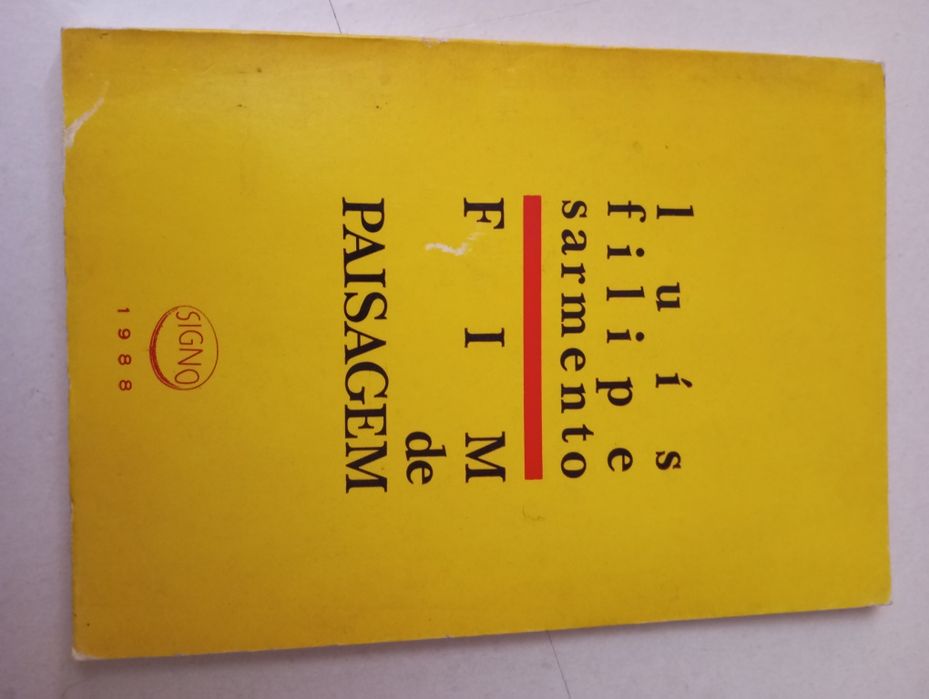 luís
filipe
sarmento
FIM
de
PAISAGEM
SIGNO
1988